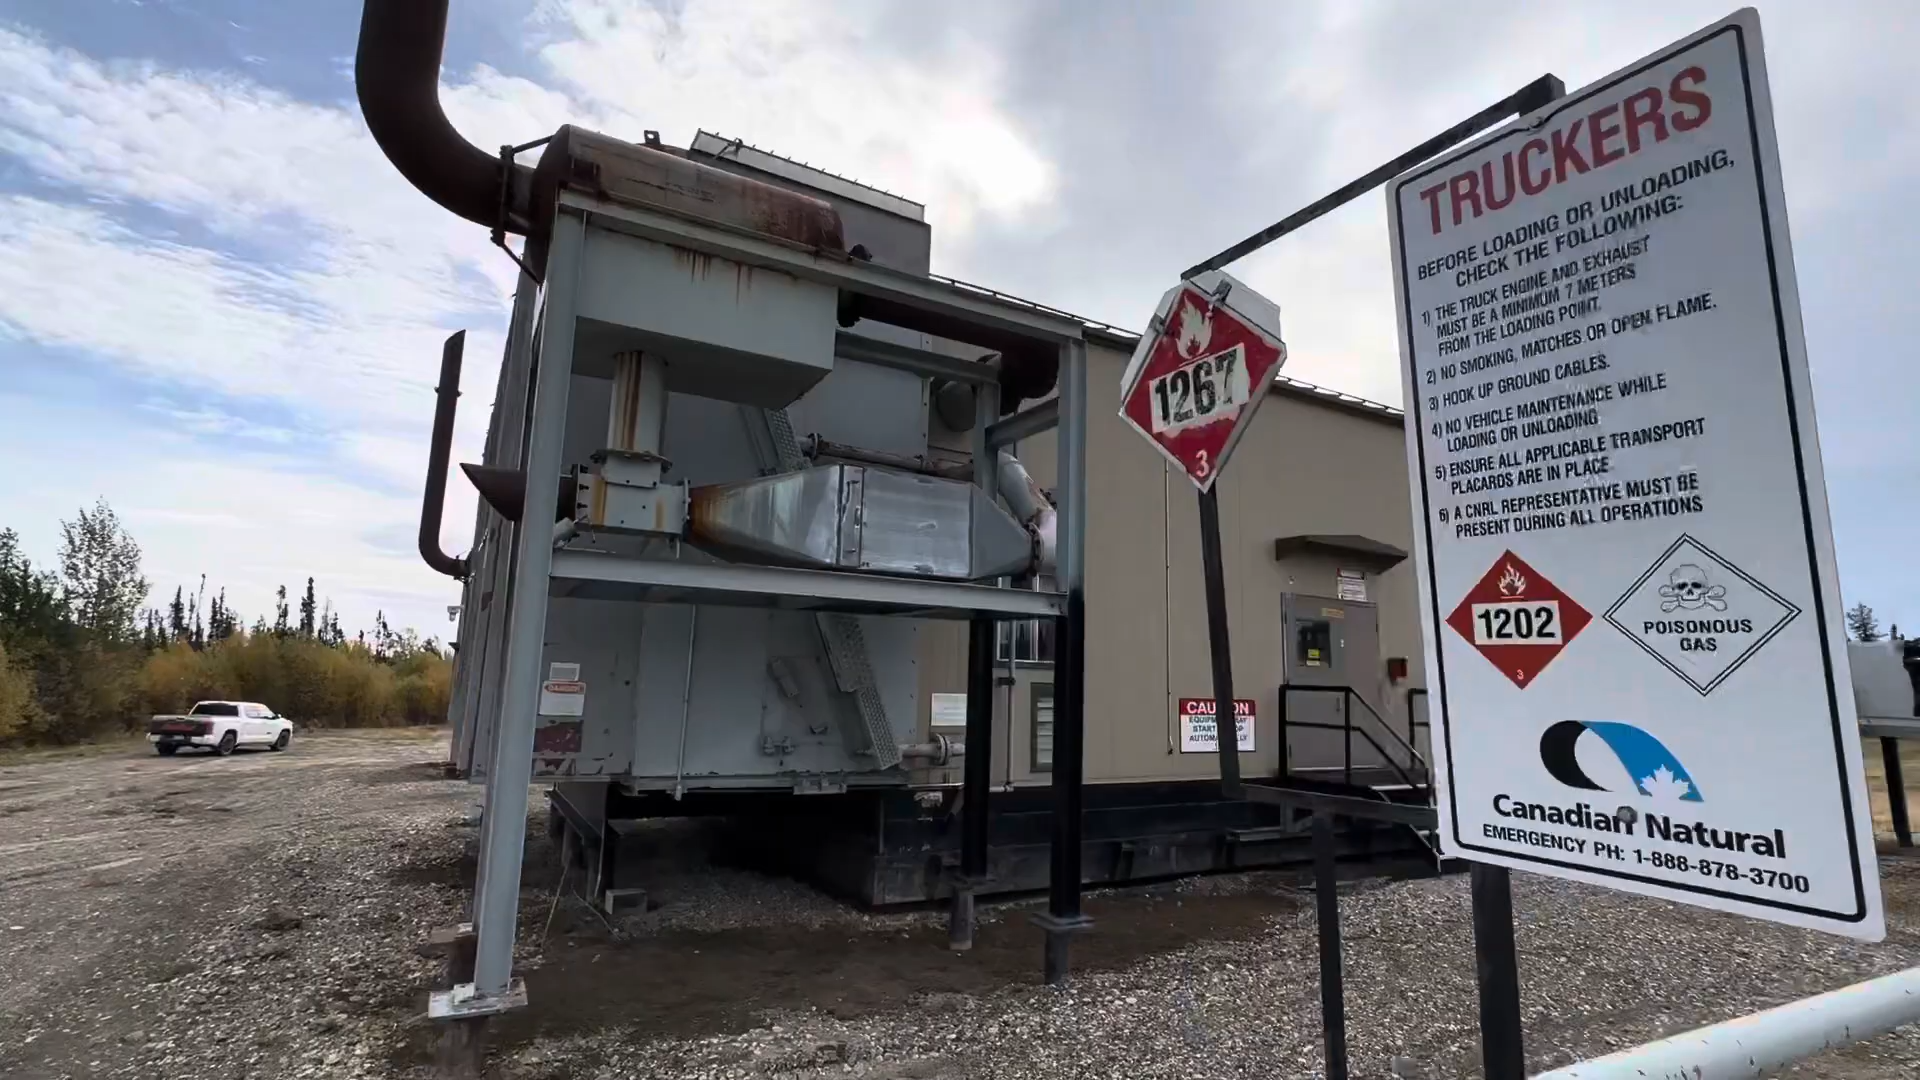 TRUCKERS
BEFORE LOADING OR UNLOADING,
CHECK THE FOLLOWING:
1) THE TRUCK ENGINE AND EXHAUST
MUST BE A MINIMUM 7 METERS
FROM THE LOADING POINT.
2) NO SMOKING, MATCHES OR OPEN FLAME.
3) HOOK UP GROUND CABLES.
4) NO VEHICLE MAINTENANCE WHILE
LOADING OR UNLOADING
5) ENSURE ALL APPLICABLE TRANSPORT
PLACARDS ARE IN PLACE
6) A CNRL REPRESENTATIVE MUST BE
PRESENT DURING ALL OPERATIONS
1202
3
POISONOUS
GAS
Canadian Natural
EMERGENCY PH: 1-888-878-3700
1267
3
DANGER